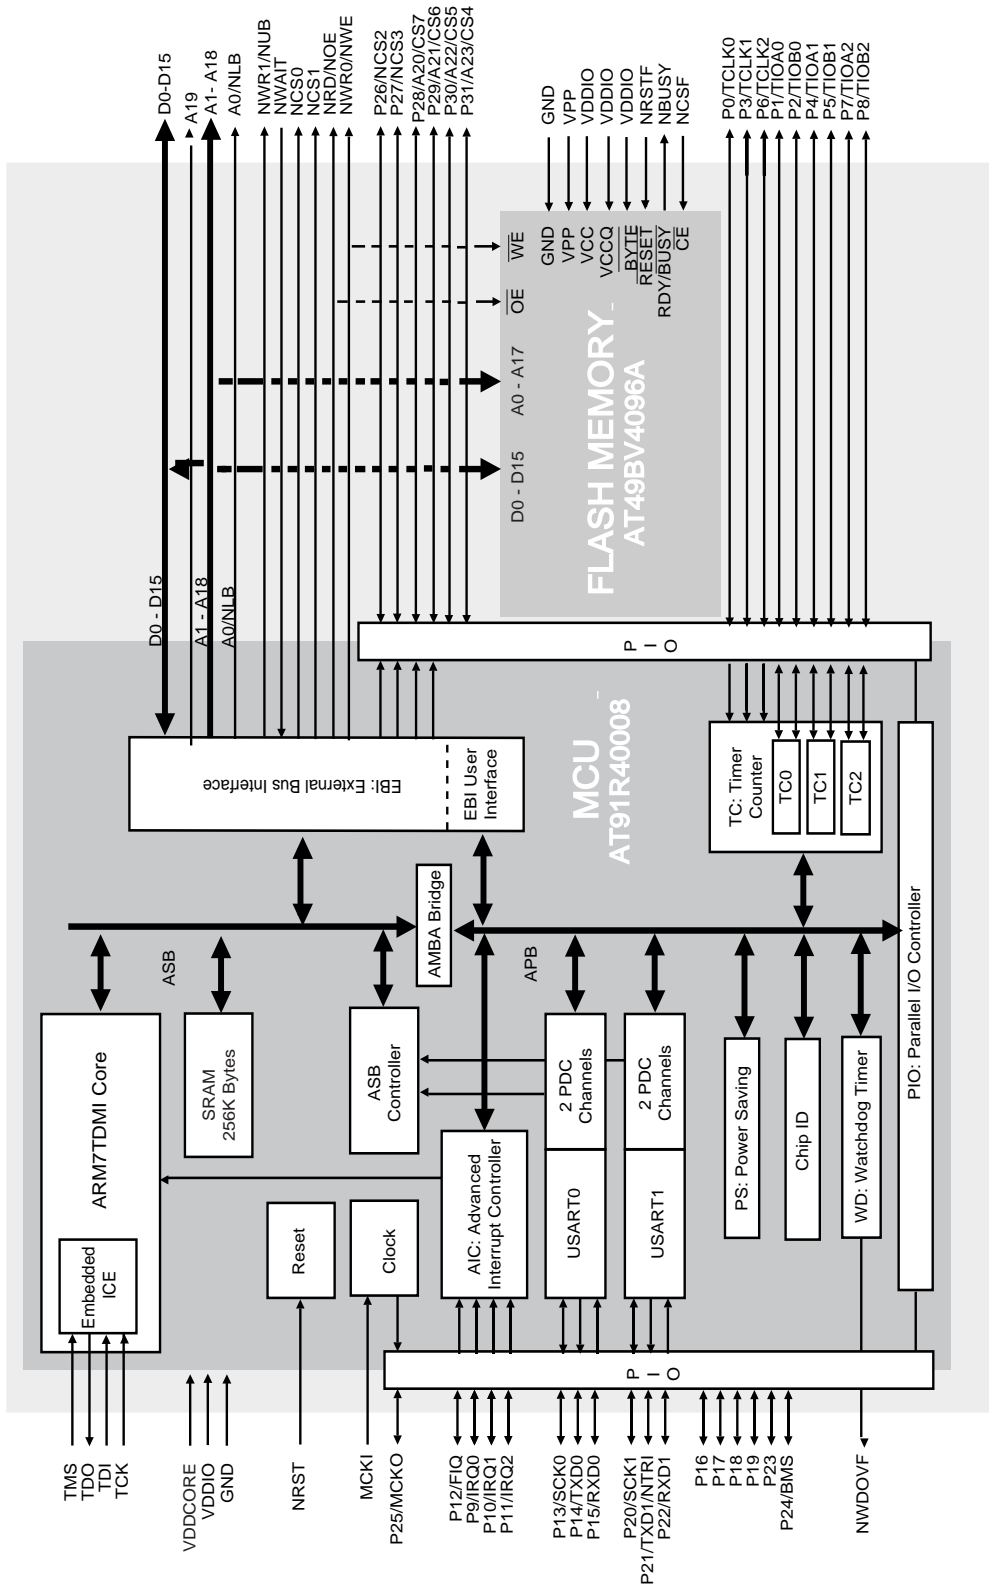 D0-D15
A19
A1- A18
A0/NLB
NWR1/NUB
NWAIT
NCS0
NCS1
NRD/NOE
NWR0/NWE
P26/NCS2
P27/NCS3
P28/A20/CS7
P29/A21/CS6
P30/A22/CS5
P31/A23/CS4
GND
VPP
VDDIO
VDDIO
VDDIO
NRSTF
NBUSY
NCSF
P0/TCLK0
P3/TCLK1
P6/TCLK2
P1/TIOA0
P2/TIOB0
P4/TIOA1
P5/TIOB1
P7/TIOA2
P8/TIOB2
WE
OE
A0 - A17
D0 - D15
GND
VPP
VCC
VCCQ
BYTE
RESET
RDY/BUSY
CE
FLASH MEMORY
AT49BV4096A
D0 - D15
A1 - A18
A0/NLB
P I O
MCU
AT91R40008
EBI: External Bus Interface
EBI User
Interface
TC: Timer
Counter
TC0
TC1
TC2
AMBA Bridge
ASB
APB
PIO: Parallel I/O Controller
ARM7TDMI Core
Embedded
ICE
SRAM
256K Bytes
ASB
Controller
2 PDC
Channels
2 PDC
Channels
Reset
Clock
AIC: Advanced
Interrupt Controller
USART0
USART1
PS: Power Saving
Chip ID
WD: Watchdog Timer
P I O
TMS
TDO
TDI
TCK
VDDCORE
VDDIO
GND
NRST
MCKI
P25/MCKO
P12/FIQ
P9/IRQ0
P10/IRQ1
P11/IRQ2
P13/SCK0
P14/TXD0
P15/RXD0
P20/SCK1
P21/TXD1/NTRI
P22/RXD1
P16
P17
P18
P19
P23
P24/BMS
NWDOVF